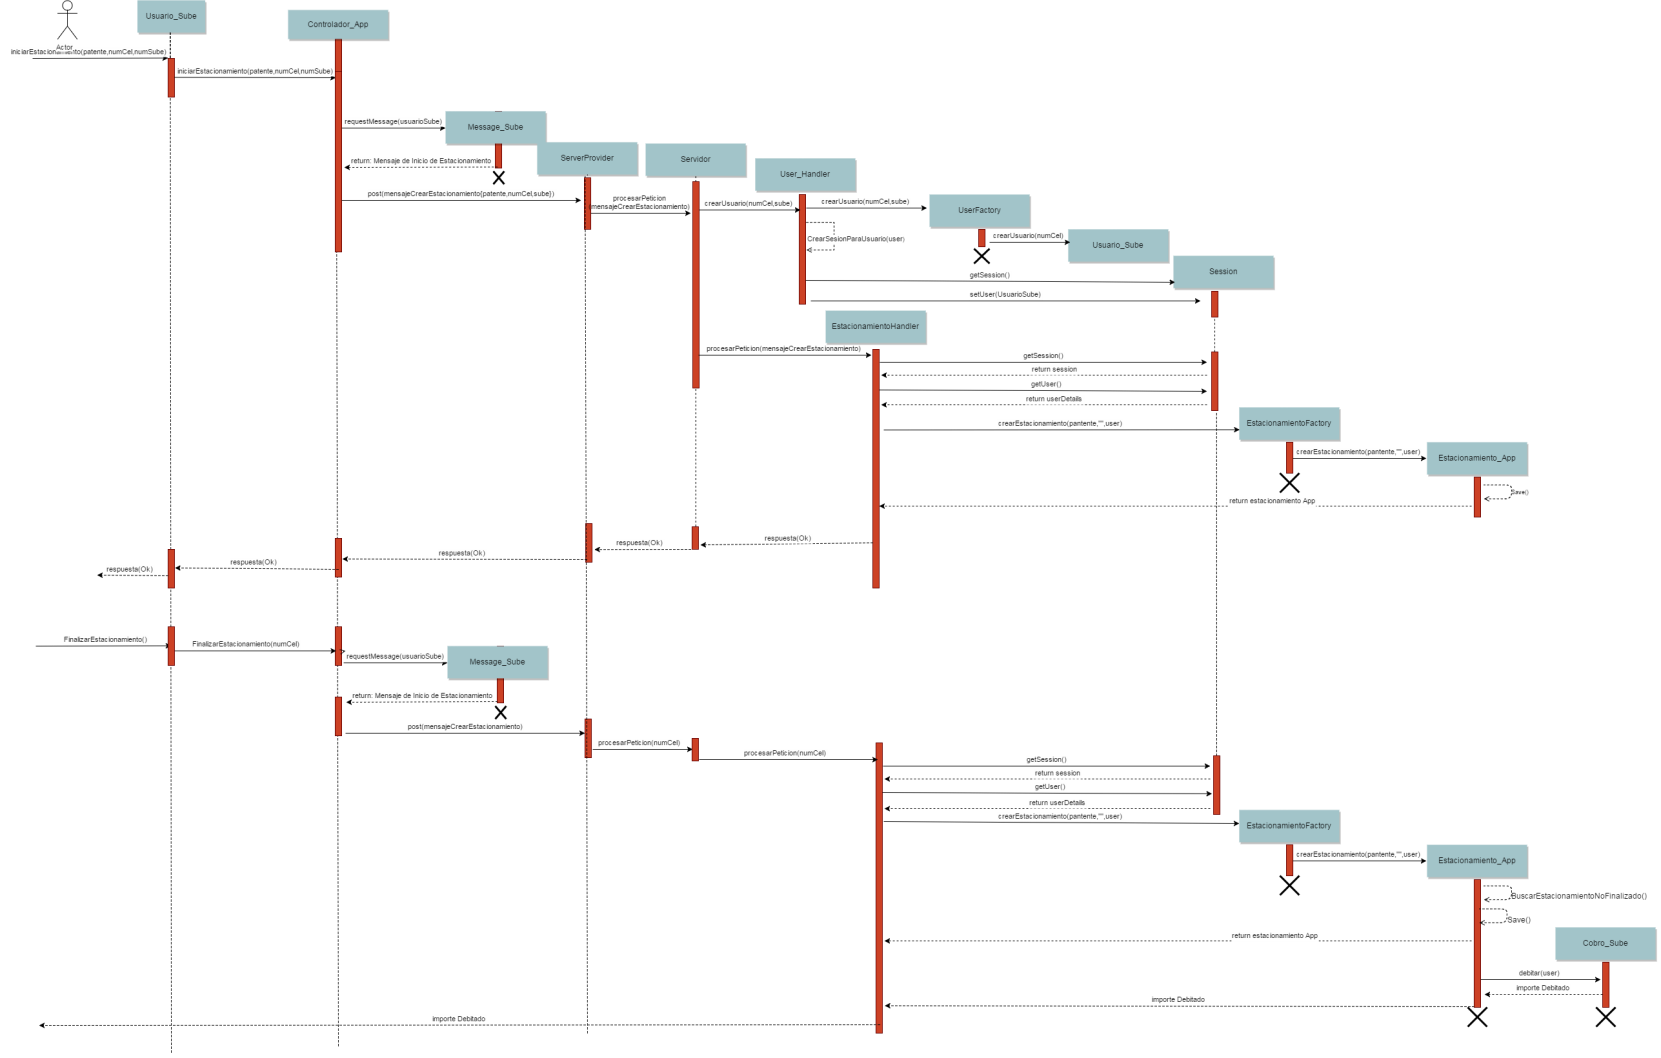 Usuario_Sube
Controlador_App
Actor
iniciarEstacionamiento(patente,numCel,numSube)
iniciarEstacionamiento(patente,numCel,numSube)
requestMessage(usuarioSube)
Message_Sube
return: Mensaje de Inicio de Estacionamiento
ServerProvider
Servidor
User_Handler
post(mensajeCrearEstacionamiento{patente,numCel,sube})
procesarPeticion
(mensajeCrearEstacionamiento)
crearUsuario(numCel,sube)
crearUsuario(numCel,sube)
UserFactory
CrearSesionParaUsuario(user)
crearUsuario(numCel)
Usuario_Sube
getSession()
Session
setUser(UsuarioSube)
EstacionamientoHandler
procesarPeticion(mensajeCrearEstacionamiento)
getSession()
return session
getUser()
return userDetails
crearEstacionamiento(pantente,"",user)
EstacionamientoFactory
crearEstacionamiento(pantente,"",user)
Estacionamiento_App
Save()
return estacionamiento App
respuesta(Ok)
respuesta(Ok)
respuesta(Ok)
respuesta(Ok)
respuesta(Ok)
FinalizarEstacionamiento()
FinalizarEstacionamiento(numCel)
requestMessage(usuarioSube)
Message_Sube
return: Mensaje de Inicio de Estacionamiento
post(mensajeCrearEstacionamiento)
procesarPeticion(numCel)
procesarPeticion(numCel)
getSession()
return session
getUser()
return userDetails
crearEstacionamiento(pantente,"",user)
EstacionamientoFactory
crearEstacionamiento(pantente,"",user)
Estacionamiento_App
BuscarEstacionamientoNoFinalizado()
Save()
return estacionamiento App
Cobro_Sube
debitar(user)
importe Debitado
importe Debitado
importe Debitado